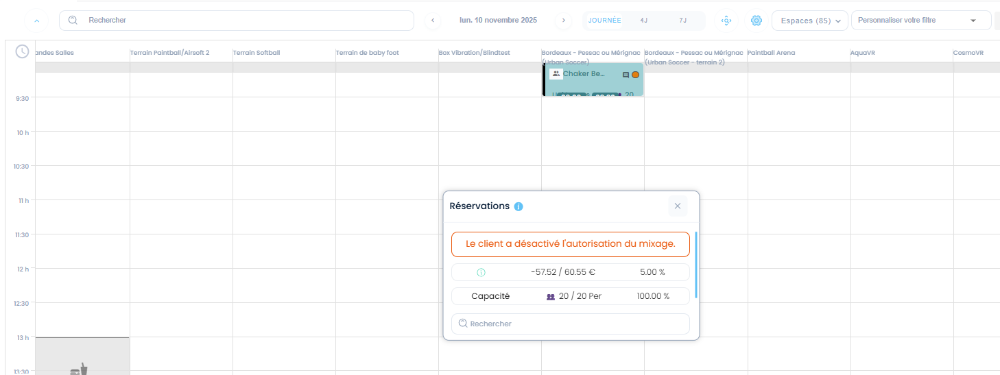 Rechercher
lun. 10 novembre 2025
JOURNÉE
4J
7J
Espaces (85)
Personnaliser votre filtre
andes Salles
Terrain Paintball/Airsoft 2
Terrain Softball
Terrain de baby foot
Box Vibration/Blindtest
Bordeaux - Pessac ou Mérignac
(Urban Soccer)
Bordeaux - Pessac ou Mérignac
(Urban Soccer - terrain 2)
Paintball Arena
AquaVR
CosmoVR
Chaker Be...
20
9:30
10 h
10:30
11 h
11:30
12 h
12:30
13 h
13:30
Réservations
Le client a désactivé l'autorisation du mixage.
-57.52 / 60.55 €
5.00 %
Capacité
20 / 20 Per
100.00 %
Rechercher